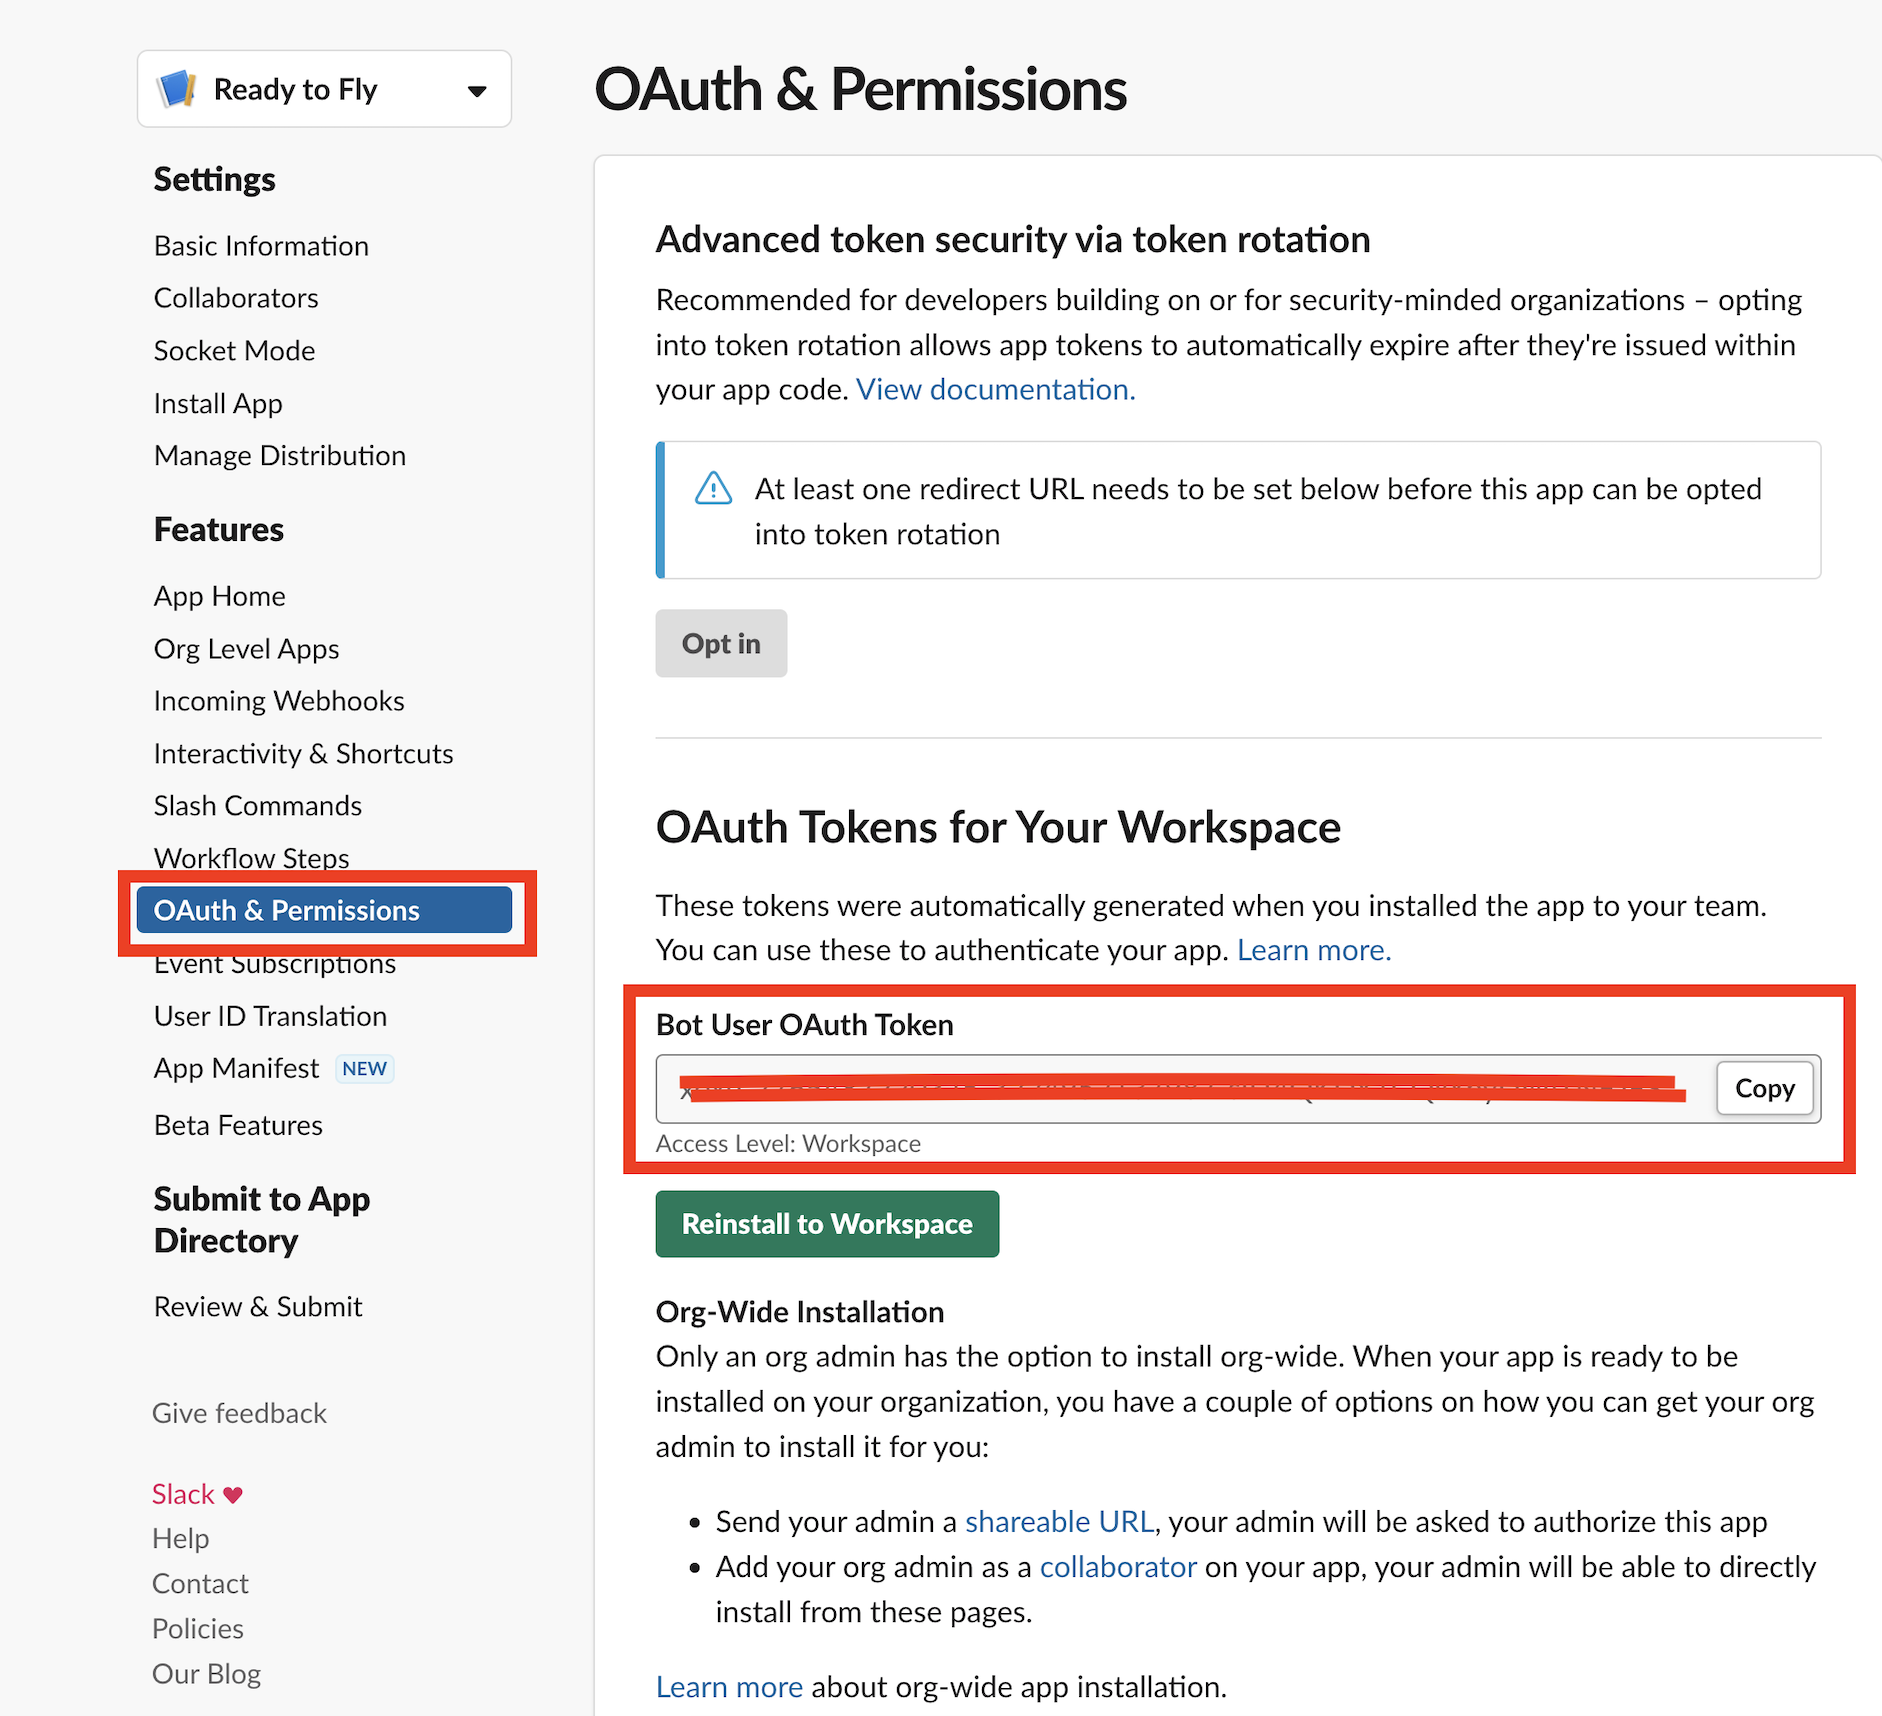 Ready to Fly
Settings
Basic Information
Collaborators
Socket Mode
Install App
Manage Distribution
Features
App Home
Org Level Apps
Incoming Webhooks
Interactivity & Shortcuts
Slash Commands
Workflow Steps
OAuth & Permissions
Event Subscriptions
User ID Translation
App Manifest NEW
Beta Features
Submit to App
Directory
Review & Submit
Give feedback
Slack
Help
Contact
Policies
Our Blog
OAuth & Permissions
Advanced token security via token rotation
Recommended for developers building on or for security-minded organizations – opting
into token rotation allows app tokens to automatically expire after they're issued within
your app code. View documentation.
At least one redirect URL needs to be set below before this app can be opted
into token rotation
Opt in
OAuth Tokens for Your Workspace
These tokens were automatically generated when you installed the app to your team.
You can use these to authenticate your app. Learn more.
Bot User OAuth Token
Copy
Access Level: Workspace
Reinstall to Workspace
Org-Wide Installation
Only an org admin has the option to install org-wide. When your app is ready to be
installed on your organization, you have a couple of options on how you can get your org
admin to install it for you:
• Send your admin a shareable URL, your admin will be asked to authorize this app
• Add your org admin as a collaborator on your app, your admin will be able to directly
install from these pages.
Learn more about org-wide app installation.